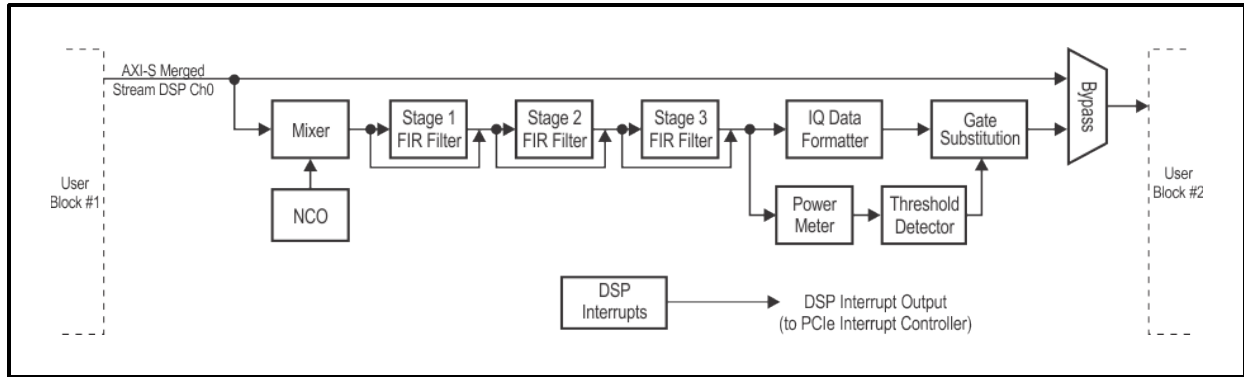 AXI-S Merged
Stream DSP Ch0
User
Block #1
Mixer
NCO
Stage 1
FIR Filter
Stage 2
FIR Filter
Stage 3
FIR Filter
IQ Data
Formatter
Gate
Substitution
Bypass
Power
Meter
Threshold
Detector
User
Block #2
DSP
Interrupts
DSP Interrupt Output
(to PCIe Interrupt Controller)